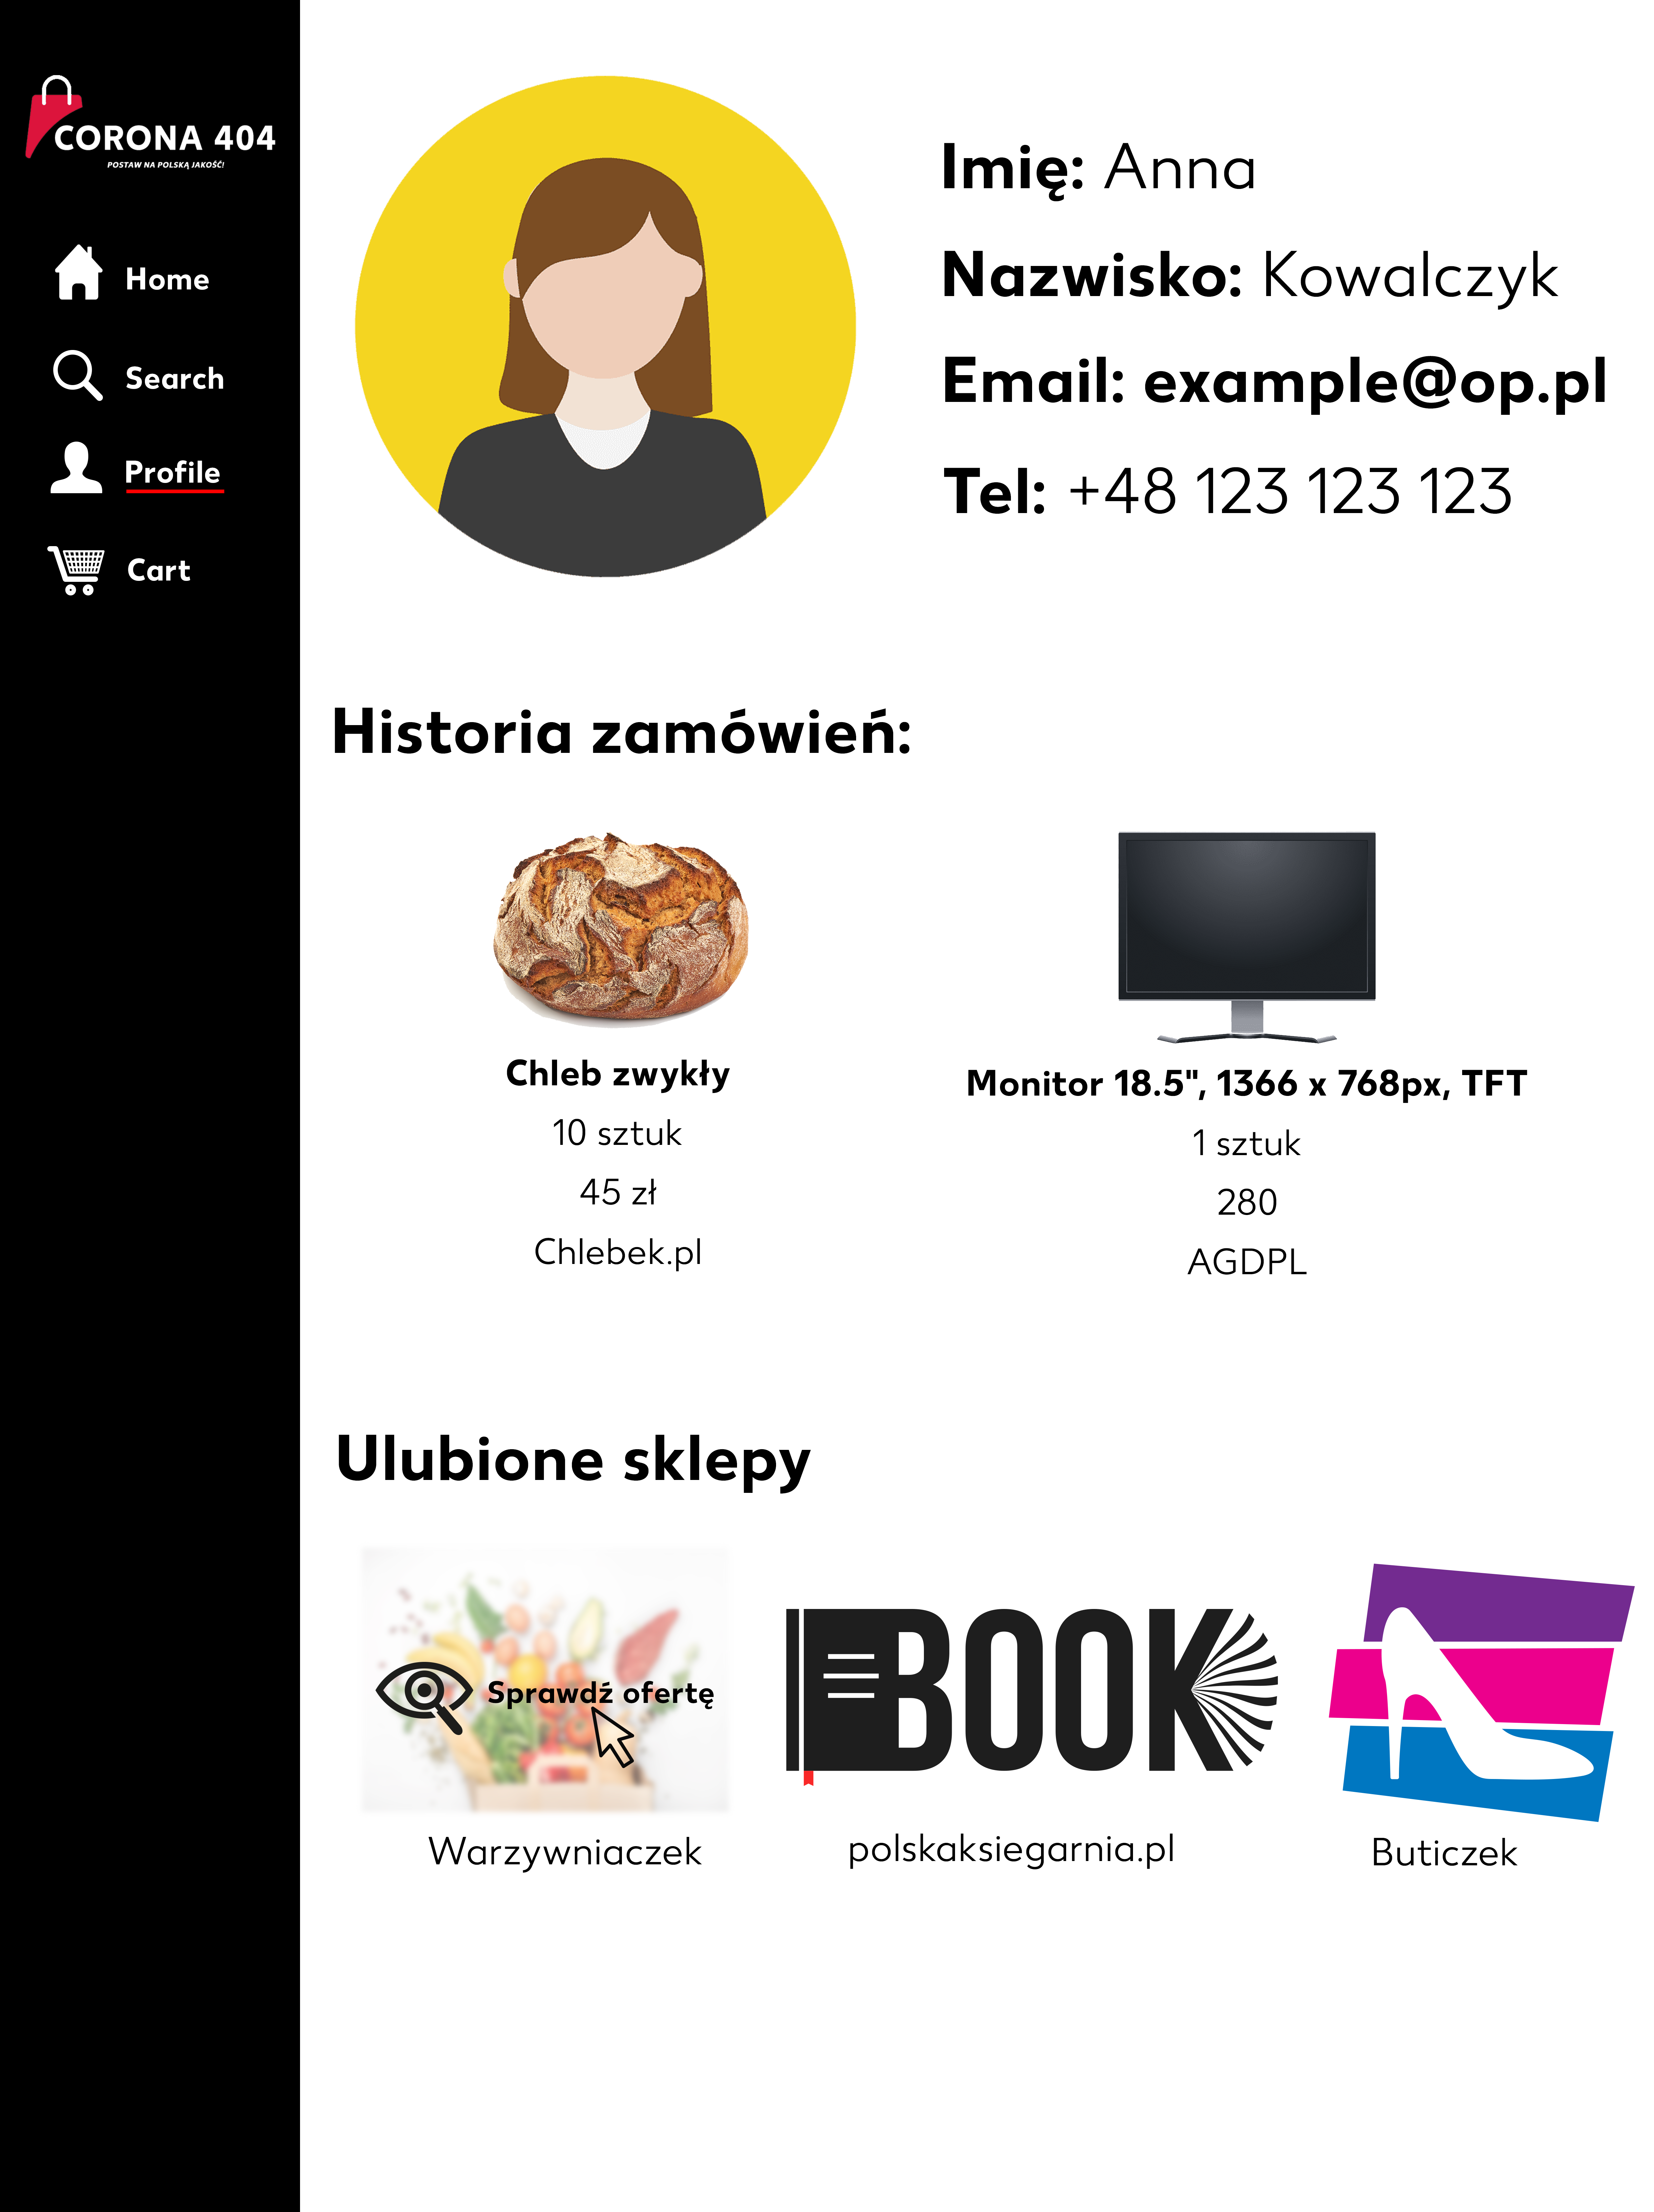 CORONA 404
POSTAW NA POLSKĄ JAKOŚĆ!
Home
Search
Profile
Cart
Imię: Anna
Nazwisko: Kowalczyk
Email: example@op.pl
Tel: +48 123 123 123
Historia zamówień:
Chleb zwykły
10 sztuk
45 zł
Chlebek.pl
Monitor 18.5", 1366 x 768px, TFT
1 sztuk
280
AGDPL
Ulubione sklepy
Sprawdź ofertę
Warzywniaczek
BOOK
polskaksiegarnia.pl
Buticzek